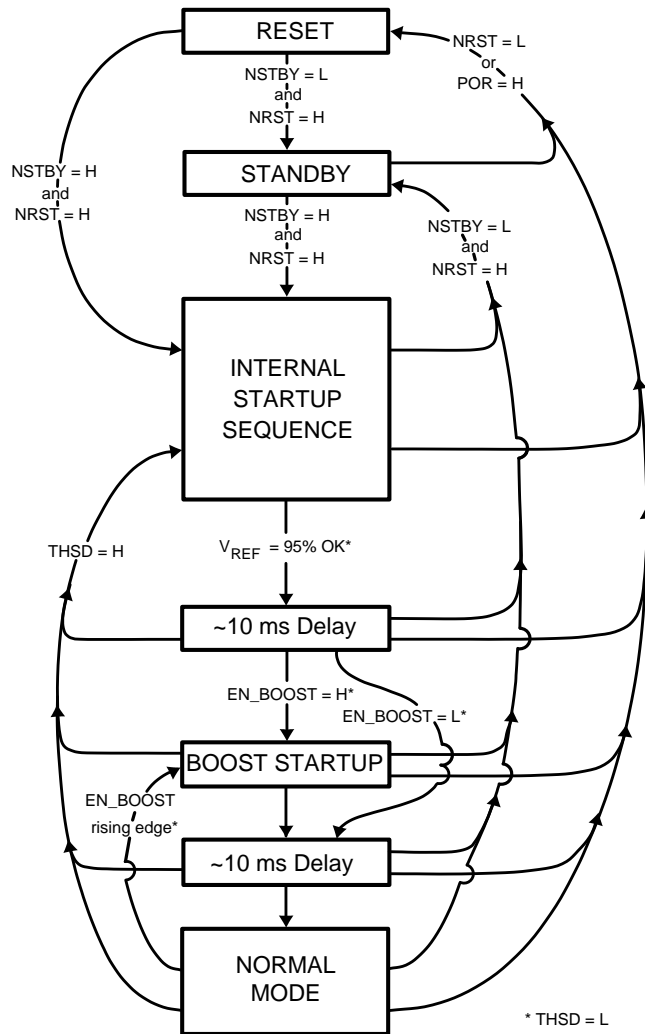 RESET
NRST = L
or
POR = H
NSTBY = L
and
NRST = H
STANDBY
NSTBY = H
and
NRST = H
NSTBY = H
and
NRST = H
NSTBY = L
and
NRST = H
INTERNAL
STARTUP
SEQUENCE
THSD = H
VREF = 95% OK*
~10 ms Delay
EN_BOOST = H*
EN_BOOST = L*
BOOST STARTUP
EN_BOOST
rising edge*
~10 ms Delay
NORMAL
MODE
* THSD = L